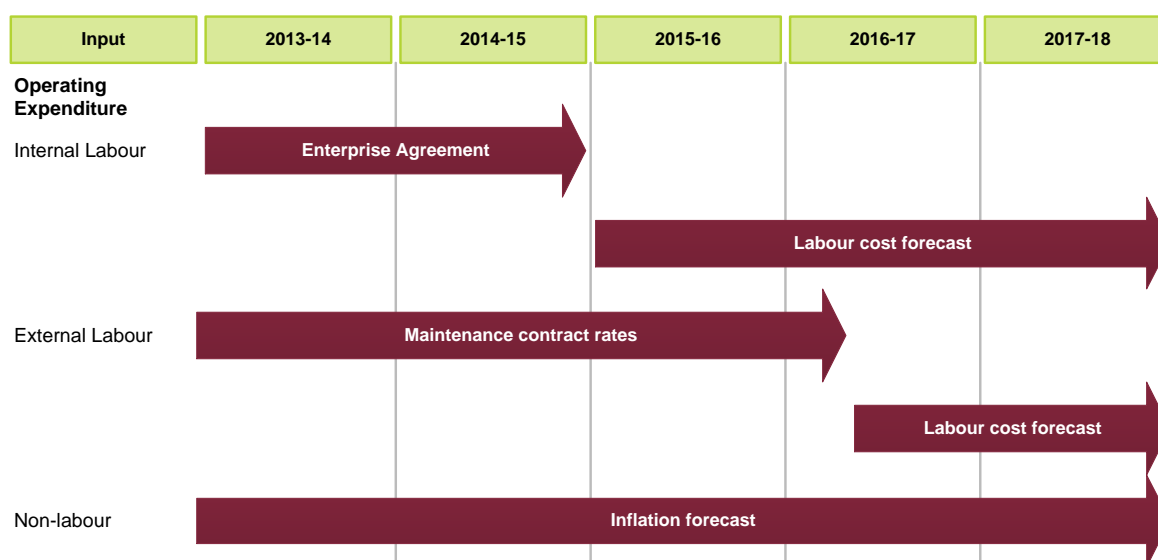 Input 2013-14 2014-15 2015-16 2016-17 2017-18
Operating
Expenditure
Internal Labour Enterprise Agreement
Labour cost forecast
External Labour Maintenance contract rates
Labour cost forecast
Non-labour Inflation forecast